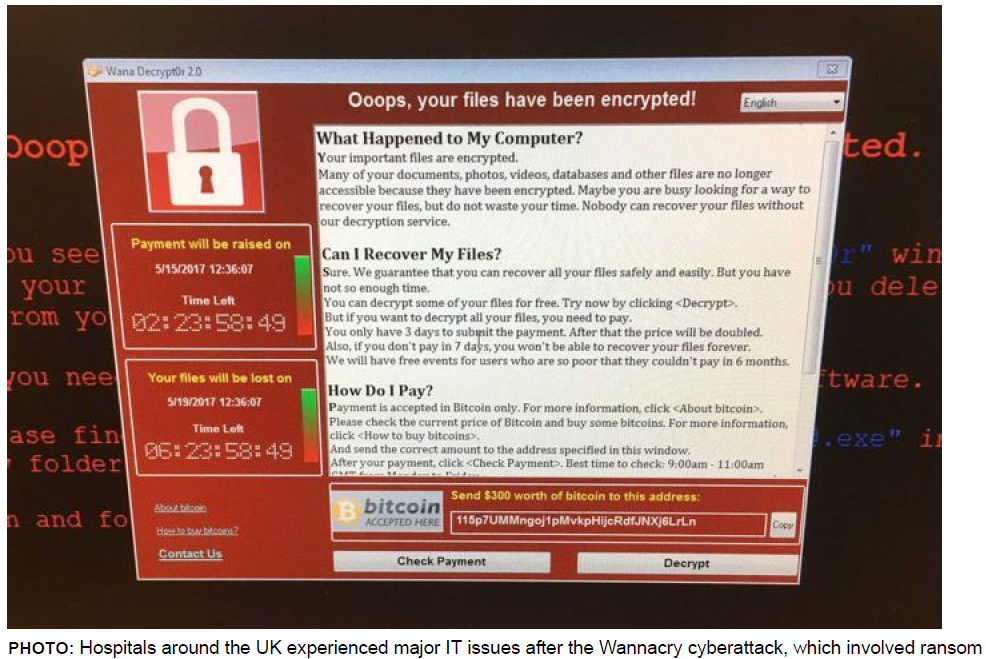 Wana Decrypt0r 2.0
Ooops, your files have been encrypted!
English
What Happened to My Computer?
Your important files are encrypted.
Many of your documents, photos, videos, databases and other files are no longer
accessible because they have been encrypted. Maybe you are busy looking for a way to
recover your files, but do not waste your time. Nobody can recover your files without
our decryption service.
Can I Recover My Files?
Sure. We guarantee that you can recover all your files safely and easily. But you have
not so enough time.
You can decrypt some of your files for free. Try now by clicking <Decrypt>.
But if you want to decrypt all your files, you need to pay.
You only have 3 days to submit the payment. After that the price will be doubled.
Also, if you don't pay in 7 days, you won't be able to recover your files forever.
We will have free events for users who are so poor that they couldn't pay in 6 months.
How Do I Pay?
Payment is accepted in Bitcoin only. For more information, click <About bitcoin>.
Please check the current price of Bitcoin and buy some bitcoins. For more information,
click <How to buy bitcoins>.
And send the correct amount to the address specified in this window.
After your payment, click <Check Payment>. Best time to check: 9:00am - 11:00am
GMT from Monday to Friday
Payment will be raised on
5/15/2017 12:36:07
Time Left
02:23:58:49
Your files will be lost on
5/19/2017 12:36:07
Time Left
06:23:58:49
About bitcoin
How to buy bitcoins?
Contact Us
bitcoin
ACCEPTED HERE
Send $300 worth of bitcoin to this address:
115p7UMMngoj1pMvkpHijcRdfJNXj6LrLn
Copy
Check Payment
Decrypt
Ooop
ted.
ou see
0r" win
your
ou dele
rom yo
you nee
ftware.
ase fin
.exe" in
folder
n and fo
PHOTO: Hospitals around the UK experienced major IT issues after the Wannacry cyberattack, which involved ransom